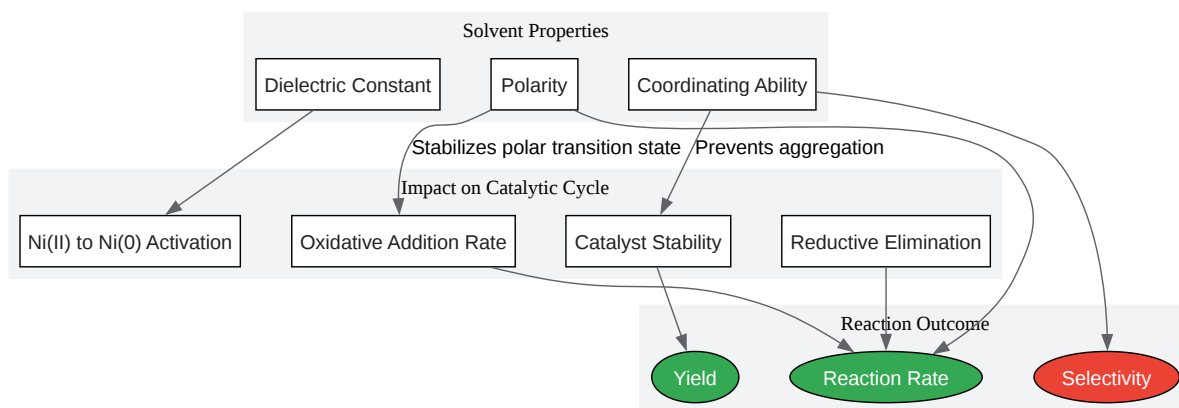 Solvent Properties
Dielectric Constant
Polarity
Coordinating Ability
Stabilizes polar transition state
Prevents aggregation
Impact on Catalytic Cycle
Ni(II) to Ni(0) Activation
Oxidative Addition Rate
Catalyst Stability
Reductive Elimination
Reaction Outcome
Yield
Reaction Rate
Selectivity